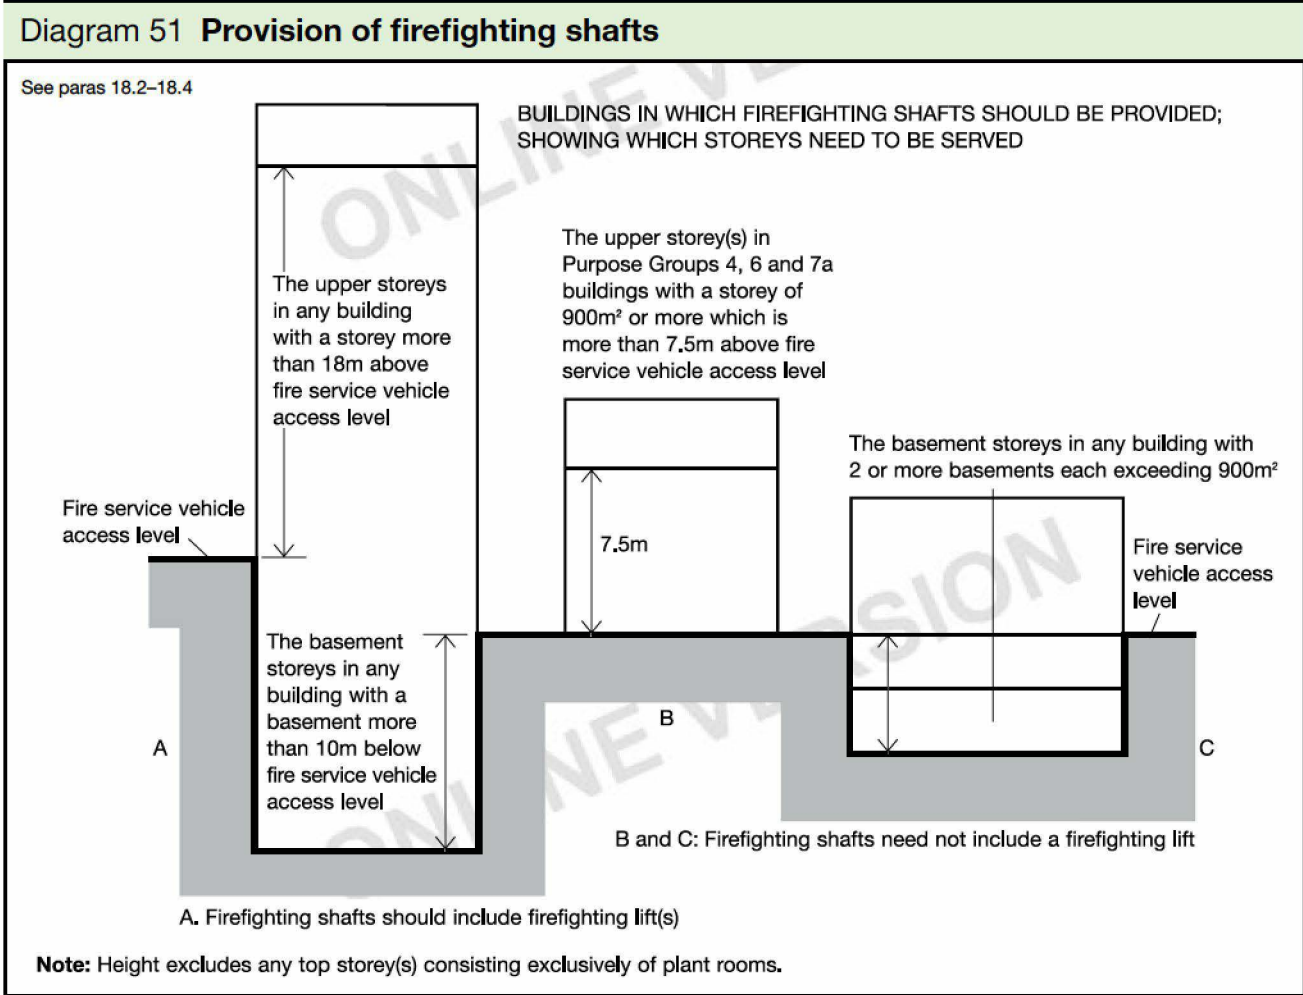 Diagram 51 Provision of firefighting shafts
See paras 18.2–18.4
BUILDINGS IN WHICH FIREFIGHTING SHAFTS SHOULD BE PROVIDED;
SHOWING WHICH STOREYS NEED TO BE SERVED
The upper storeys
in any building
with a storey more
than 18m above
fire service vehicle
access level
The upper storey(s) in
Purpose Groups 4, 6 and 7a
buildings with a storey of
900m² or more which is
more than 7.5m above fire
service vehicle access level
The basement storeys in any building with
2 or more basements each exceeding 900m²
Fire service vehicle
access level
7.5m
Fire service
vehicle access
level
The basement
storeys in any
building with a
basement more
than 10m below
fire service vehicle
access level
A
B
C
B and C: Firefighting shafts need not include a firefighting lift
A. Firefighting shafts should include firefighting lift(s)
Note: Height excludes any top storey(s) consisting exclusively of plant rooms.
ONLINE VERSION
ONLINE VERSION